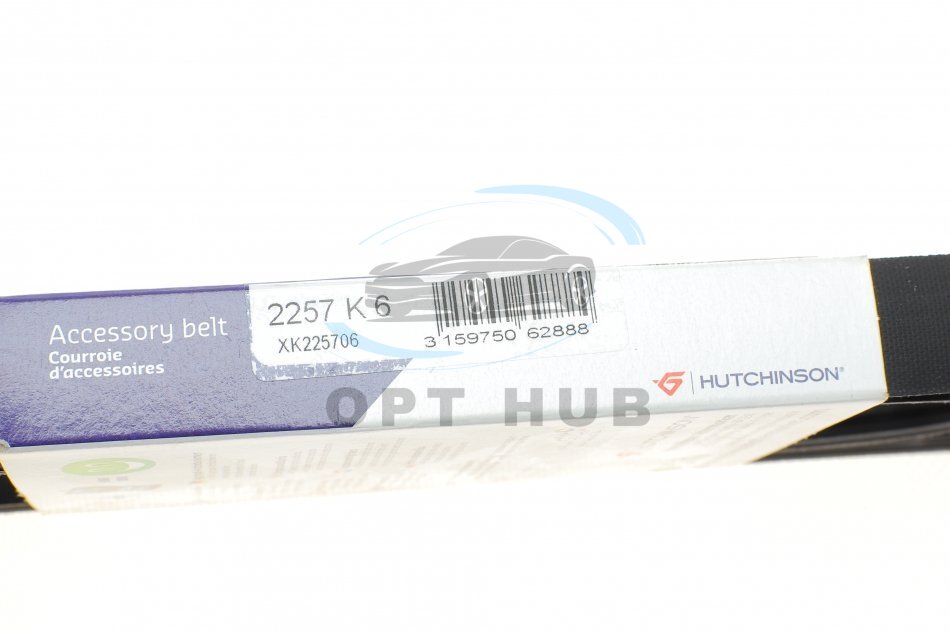 Accessory belt
Courroie
d'accessoires
2257 K 6
XK225706
3 159750 62888
HUTCHINSON®
OPT HUB